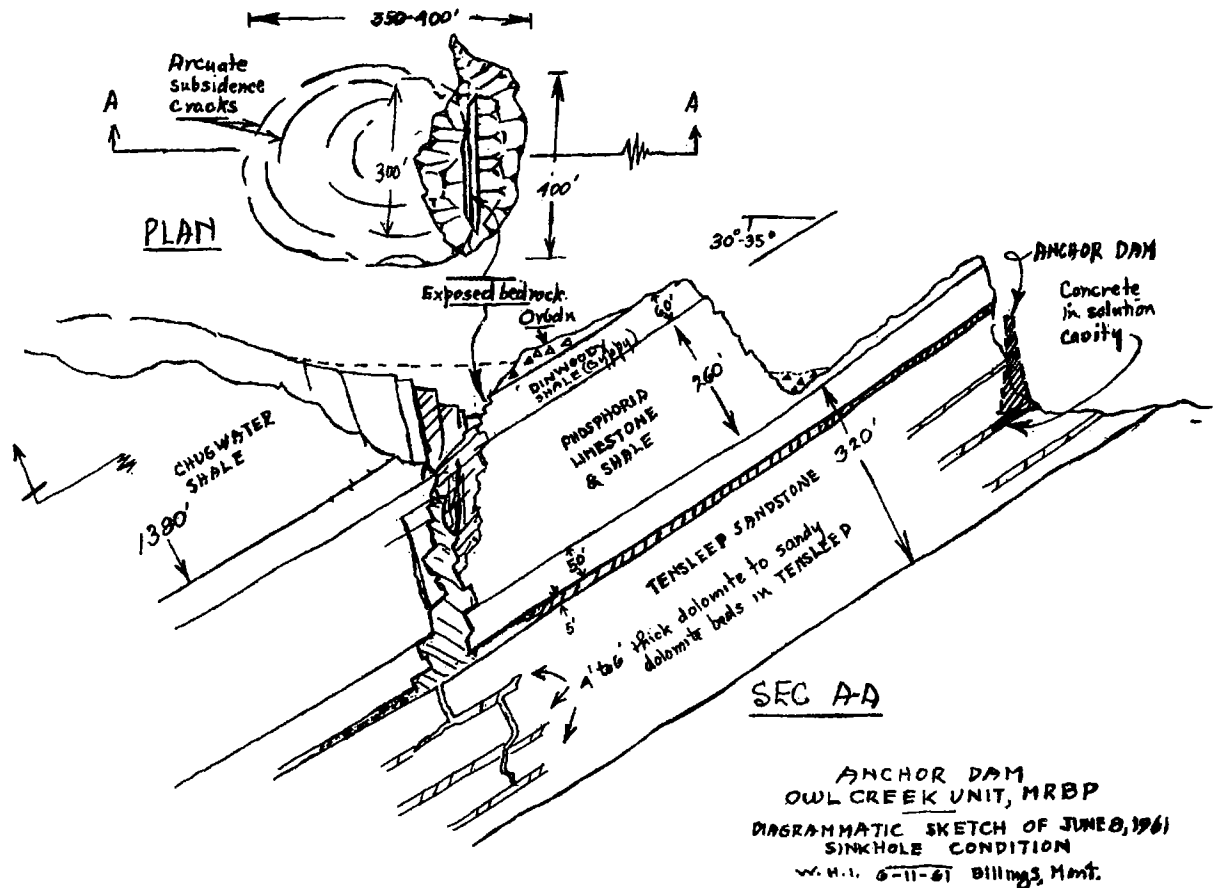 350-400'
Arcuate
subsidence
cracks
A
A
300'
400'
PLAN
30°-35°
ANCHOR DAM
Concrete
in solution
cavity
Exposed bedrock.
60'
DINWOODY
SHALE (Gyppy)
260'
PHOSPHORIA
LIMESTONE
& SHALE
CHUGWATER
SHALE
1380'
320'
TENSLEEP SANDSTONE
50'
5'
4' to 6' thick dolomite to sandy
dolomite beds in TENSLEEP
SEC A-A
ANCHOR DAM
OWL CREEK UNIT, MRBP
DIAGRAMMATIC SKETCH OF JUNE 8, 1961
SINKHOLE CONDITION
W.H.I. 6-11-61 Billings, Mont.